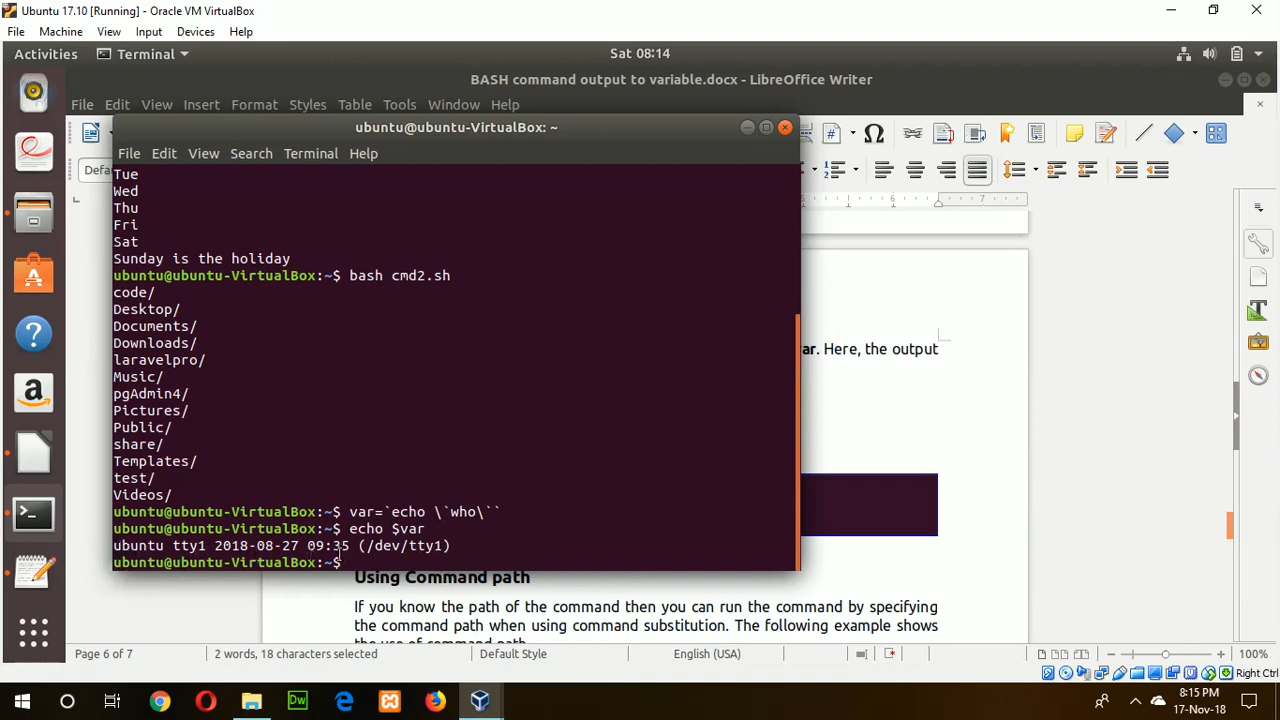 Ubuntu 17.10 [Running] - Oracle VM VirtualBox
File Machine View Input Devices Help
Activities Terminal Sat 08:14
BASH command output to variable.docx - LibreOffice Writer
File Edit View Insert Format Styles Table Tools Window Help
ubuntu@ubuntu-VirtualBox: ~
File Edit View Search Terminal Help
Defa
6 7
Tue
Wed
Thu
Fri
Sat
Sunday is the holiday
ubuntu@ubuntu-VirtualBox:~$ bash cmd2.sh
code/
Desktop/
Documents/
Downloads/
laravelpro/
Music/
pgAdmin4/
Pictures/
Public/
share/
Templates/
test/
Videos/
ubuntu@ubuntu-VirtualBox:~$ var=`echo \`who\``
ubuntu@ubuntu-VirtualBox:~$ echo $var
ubuntu tty1 2018-08-27 09:35 (/dev/tty1)
ubuntu@ubuntu-VirtualBox:~$
ar. Here, the output
Using Command path
If you know the path of the command then you can run the command by specifying
the command path when using command substitution. The following example shows
the use of command path.
Page 6 of 7 2 words, 18 characters selected Default Style English (USA) 100%
Right Ctrl
8:15 PM
17-Nov-18